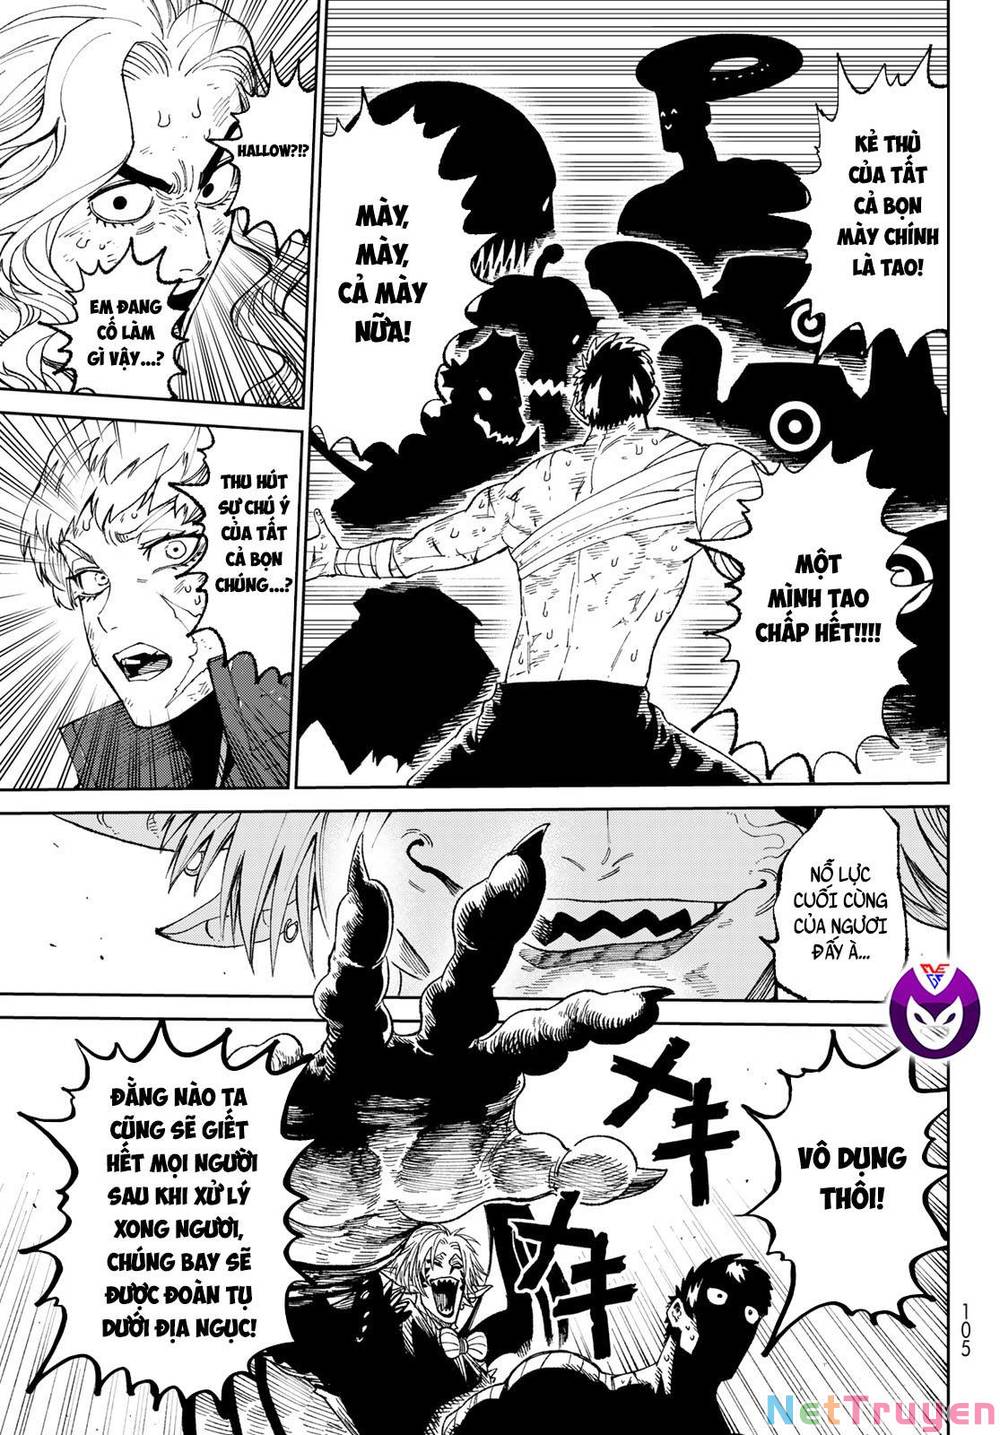 KẺ THÙ
CỦA TẤT
CẢ BỌN
MÀY CHÍNH
LÀ TAO!
MÀY,
MÀY,
CẢ MÀY
NỮA!
MỘT
MÌNH TAO
CHẤP HẾT!!!!
HALLOW?!?
EM ĐANG
CỐ LÀM
GÌ VẬY...?
THU HÚT
SỰ CHÚ Ý
CỦA TẤT
CẢ BỌN
CHÚNG...?
NỖ LỰC
CUỐI CÙNG
CỦA NGƯƠI
ĐẤY À...
VÔ DỤNG
THÔI!
メキ
メキ
ĐẰNG NÀO TA
CŨNG SẼ GIẾT
HẾT MỌI NGƯỜI
SAU KHI XỬ LÝ
XONG NGƯƠI,
CHÚNG BAY SẼ
ĐƯỢC ĐOÀN TỤ
DƯỚI ĐỊA NGỤC!
105
NetTruyen